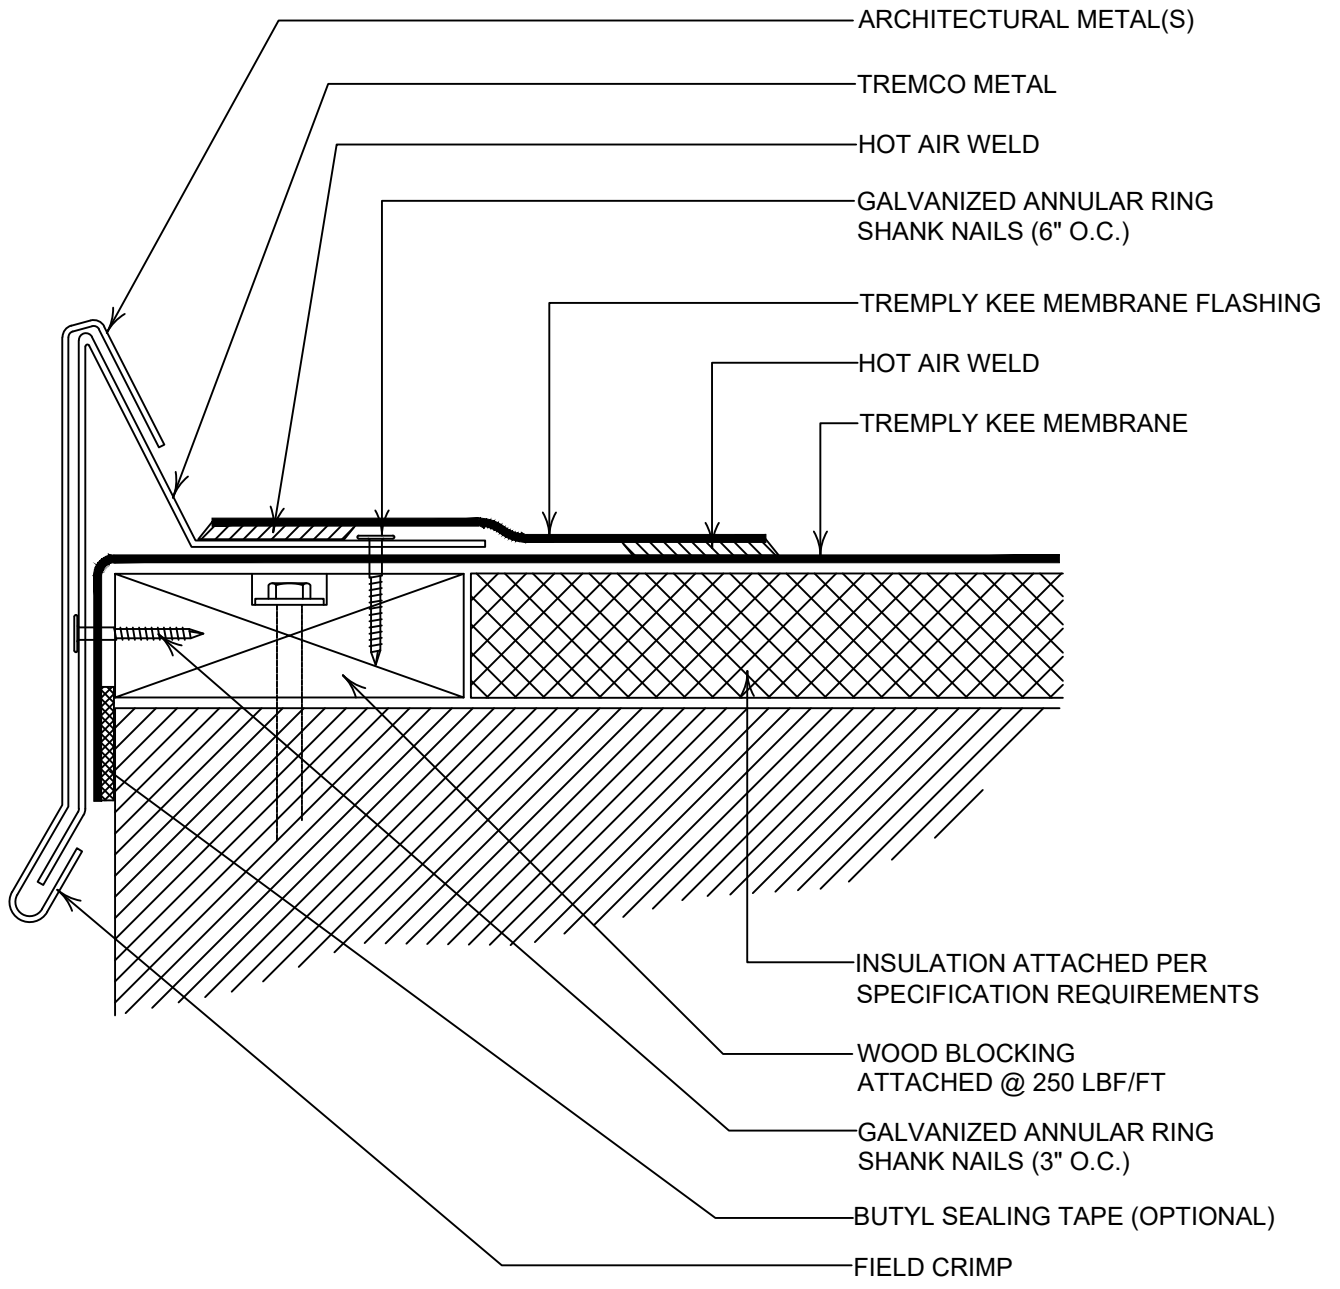 ARCHITECTURAL METAL(S)
TREMCO METAL
HOT AIR WELD
GALVANIZED ANNULAR RING
SHANK NAILS (6" O.C.)
TREMPLY KEE MEMBRANE FLASHING
HOT AIR WELD
TREMPLY KEE MEMBRANE
INSULATION ATTACHED PER
SPECIFICATION REQUIREMENTS
WOOD BLOCKING
ATTACHED @ 250 LBF/FT
GALVANIZED ANNULAR RING
SHANK NAILS (3" O.C.)
BUTYL SEALING TAPE (OPTIONAL)
FIELD CRIMP